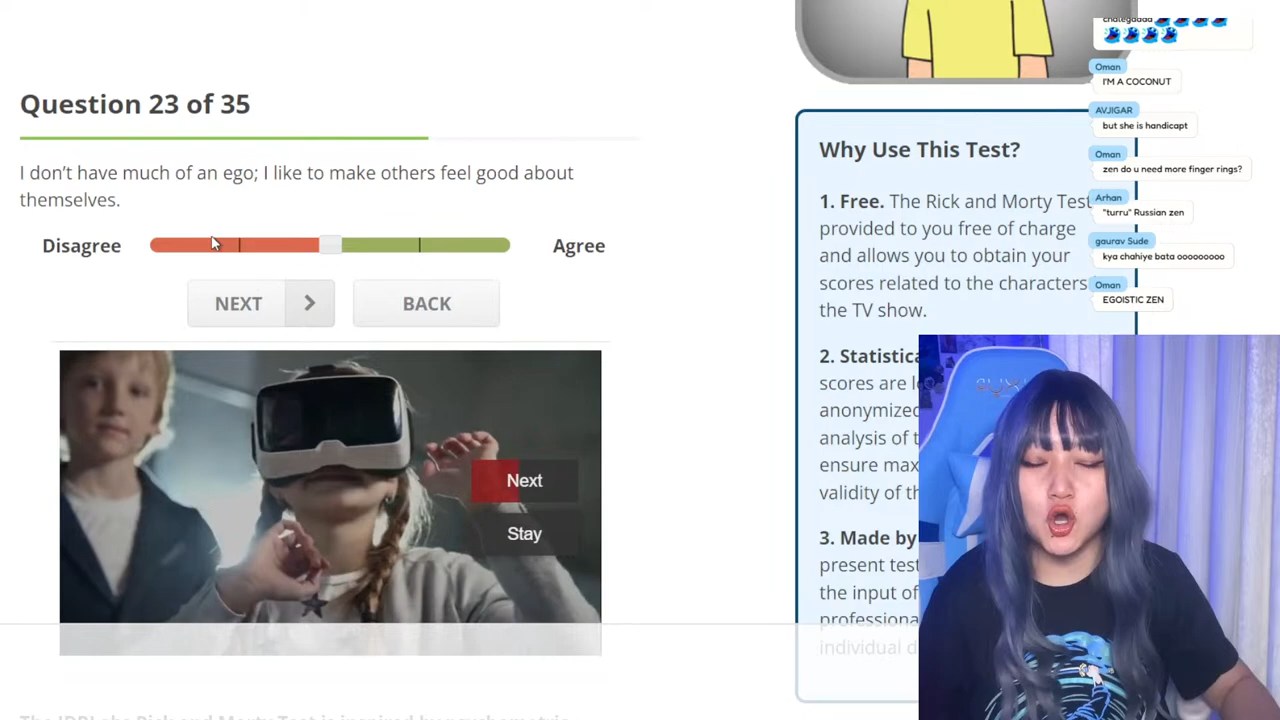 Question 23 of 35
I don't have much of an ego; I like to make others feel good about
themselves.
Disagree
Agree
NEXT
BACK
Next
Stay
Why Use This Test?
1. Free. The Rick and Morty Test
provided to you free of charge
and allows you to obtain your
scores related to the characters
the TV show.
2. Statistica
scores are
anonymized
analysis of t
ensure max
validity of th
3. Made by
present test
the input of
professiona
individual d
Oman
I'M A COCONUT
AVJIGAR
but she is handicapt
Oman
zen do u need more finger rings?
Arhan
"turru" Russian zen
gaurav Sude
kya chahiye bata ooooooooo
Oman
EGOISTIC ZEN